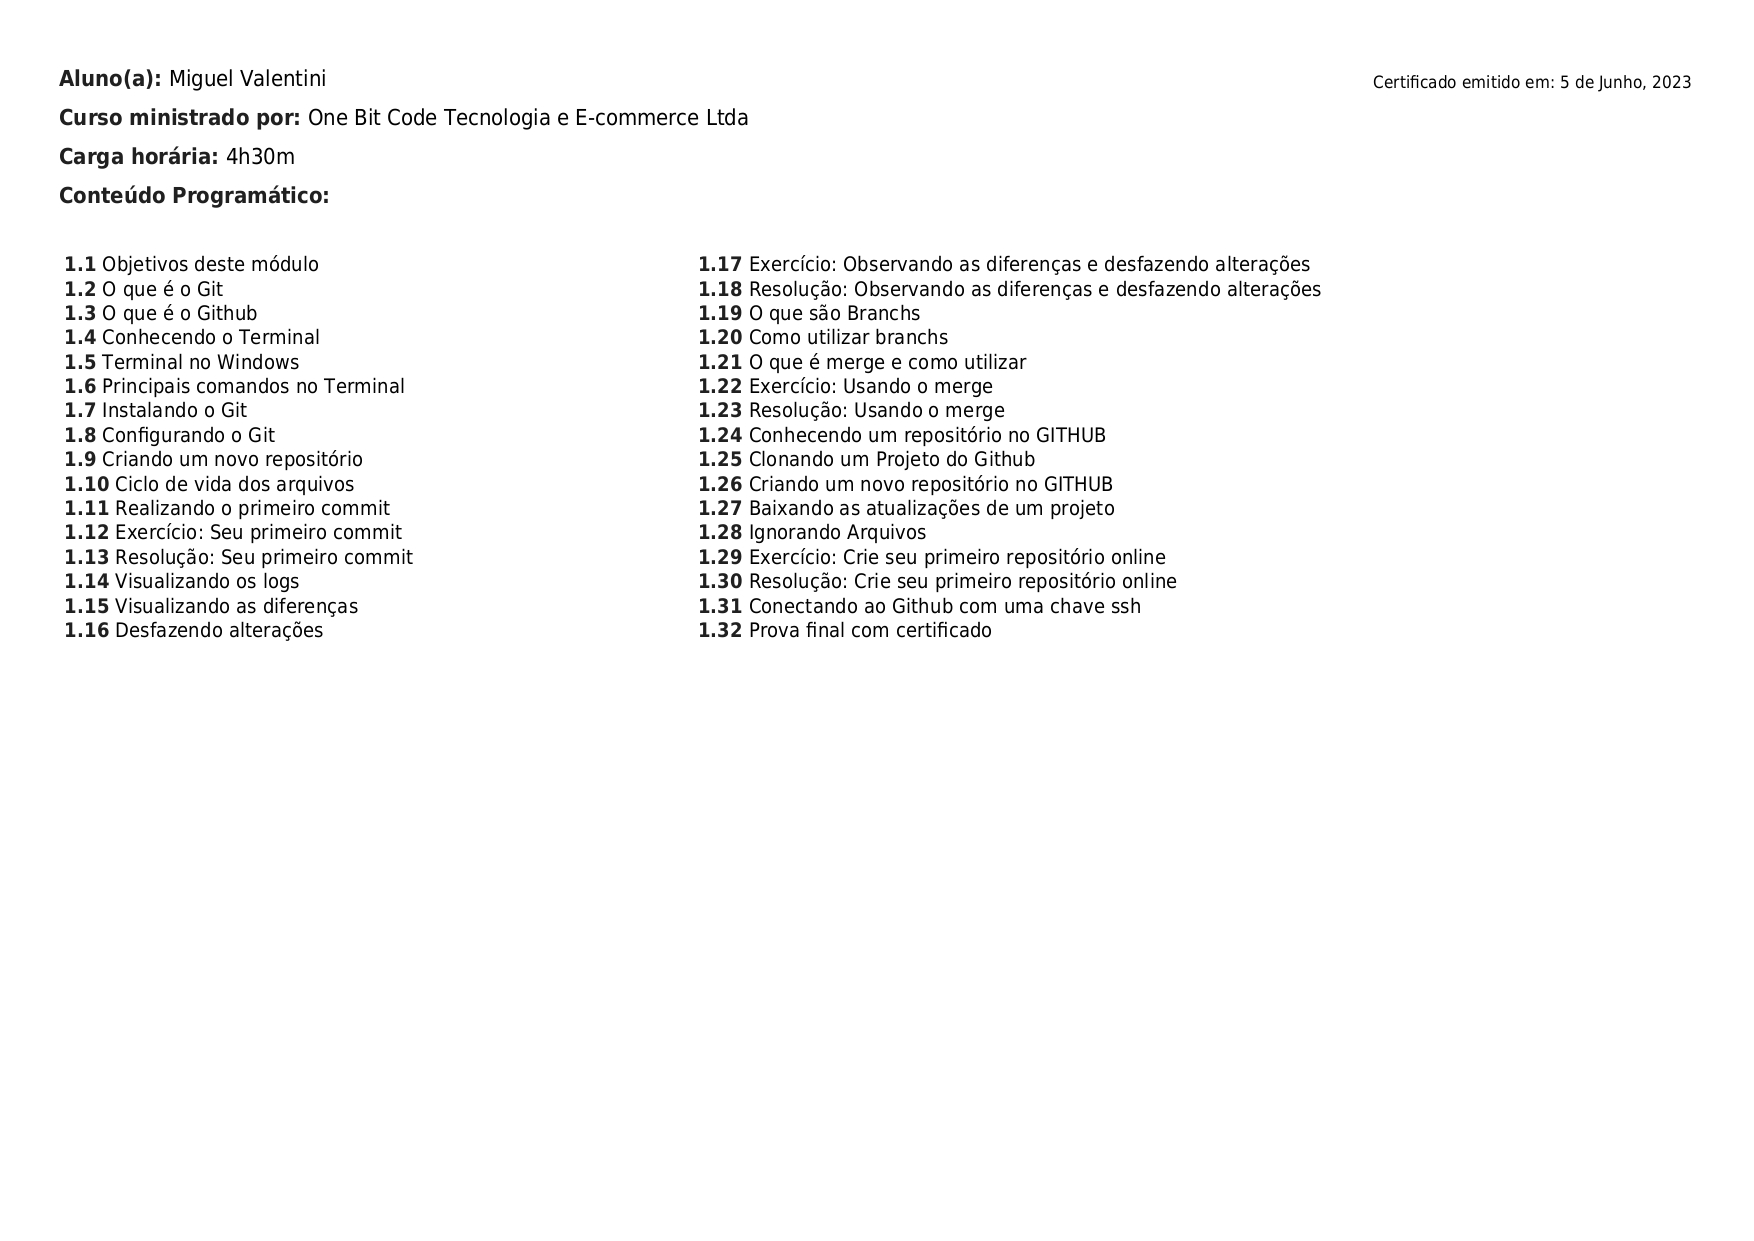 Aluno(a): Miguel Valentini
Certificado emitido em: 5 de Junho, 2023
Curso ministrado por: One Bit Code Tecnologia e E-commerce Ltda
Carga horária: 4h30m
Conteúdo Programático:
1.1 Objetivos deste módulo
1.2 O que é o Git
1.3 O que é o Github
1.4 Conhecendo o Terminal
1.5 Terminal no Windows
1.6 Principais comandos no Terminal
1.7 Instalando o Git
1.8 Configurando o Git
1.9 Criando um novo repositório
1.10 Ciclo de vida dos arquivos
1.11 Realizando o primeiro commit
1.12 Exercício: Seu primeiro commit
1.13 Resolução: Seu primeiro commit
1.14 Visualizando os logs
1.15 Visualizando as diferenças
1.16 Desfazendo alterações
1.17 Exercício: Observando as diferenças e desfazendo alterações
1.18 Resolução: Observando as diferenças e desfazendo alterações
1.19 O que são Branchs
1.20 Como utilizar branchs
1.21 O que é merge e como utilizar
1.22 Exercício: Usando o merge
1.23 Resolução: Usando o merge
1.24 Conhecendo um repositório no GITHUB
1.25 Clonando um Projeto do Github
1.26 Criando um novo repositório no GITHUB
1.27 Baixando as atualizações de um projeto
1.28 Ignorando Arquivos
1.29 Exercício: Crie seu primeiro repositório online
1.30 Resolução: Crie seu primeiro repositório online
1.31 Conectando ao Github com uma chave ssh
1.32 Prova final com certificado